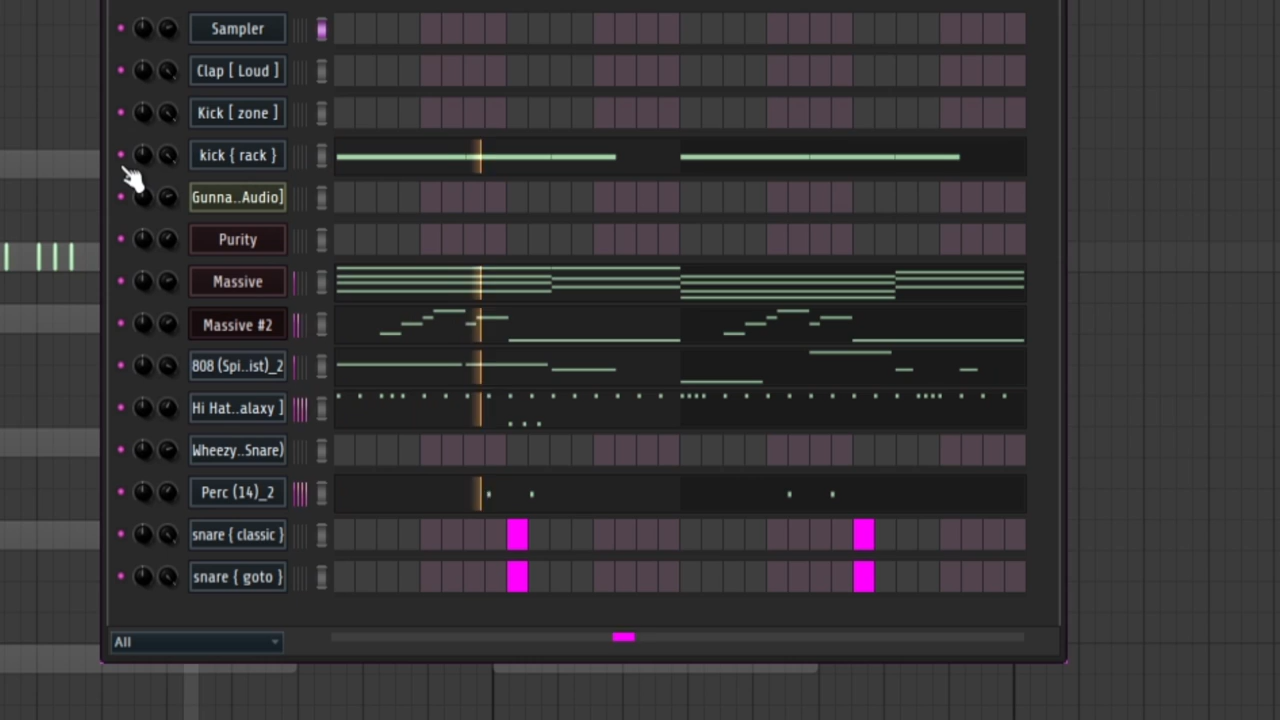 Sampler
Clap [ Loud ]
Kick [ zone ]
kick { rack }
Gunna..Audio]
Purity
Massive
Massive #2
808 (Spi..ist)_2
Hi Hat..alaxy ]
Wheezy..Snare)
Perc (14)_2
snare { classic }
snare { goto }
All